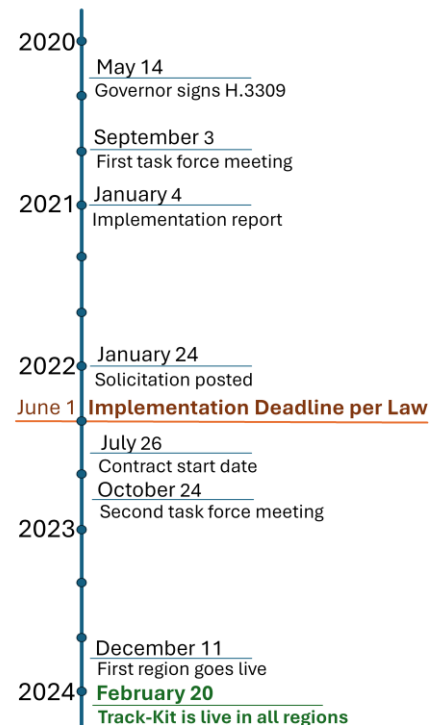 2020
May 14
Governor signs H.3309
September 3
First task force meeting
2021
January 4
Implementation report
2022
January 24
Solicitation posted
June 1 Implementation Deadline per Law
July 26
Contract start date
October 24
Second task force meeting
2023
December 11
First region goes live
2024
February 20
Track-Kit is live in all regions